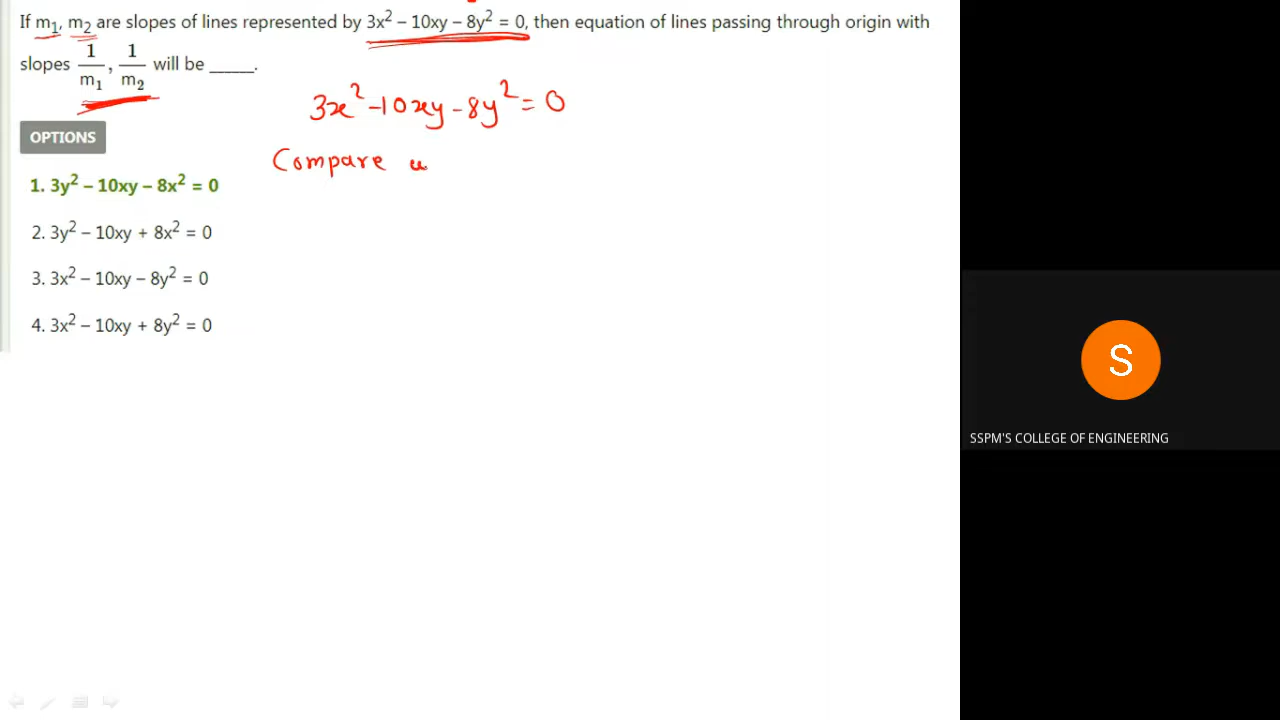 If m₁, m₂ are slopes of lines represented by 3x² – 10xy – 8y² = 0, then equation of lines passing through origin with
slopes 1/m₁, 1/m₂ will be _____.
3x² - 10xy - 8y² = 0
OPTIONS
Compare
1. 3y² – 10xy – 8x² = 0
2. 3y² – 10xy + 8x² = 0
3. 3x² – 10xy – 8y² = 0
4. 3x² – 10xy + 8y² = 0
S
SSPM'S COLLEGE OF ENGINEERING